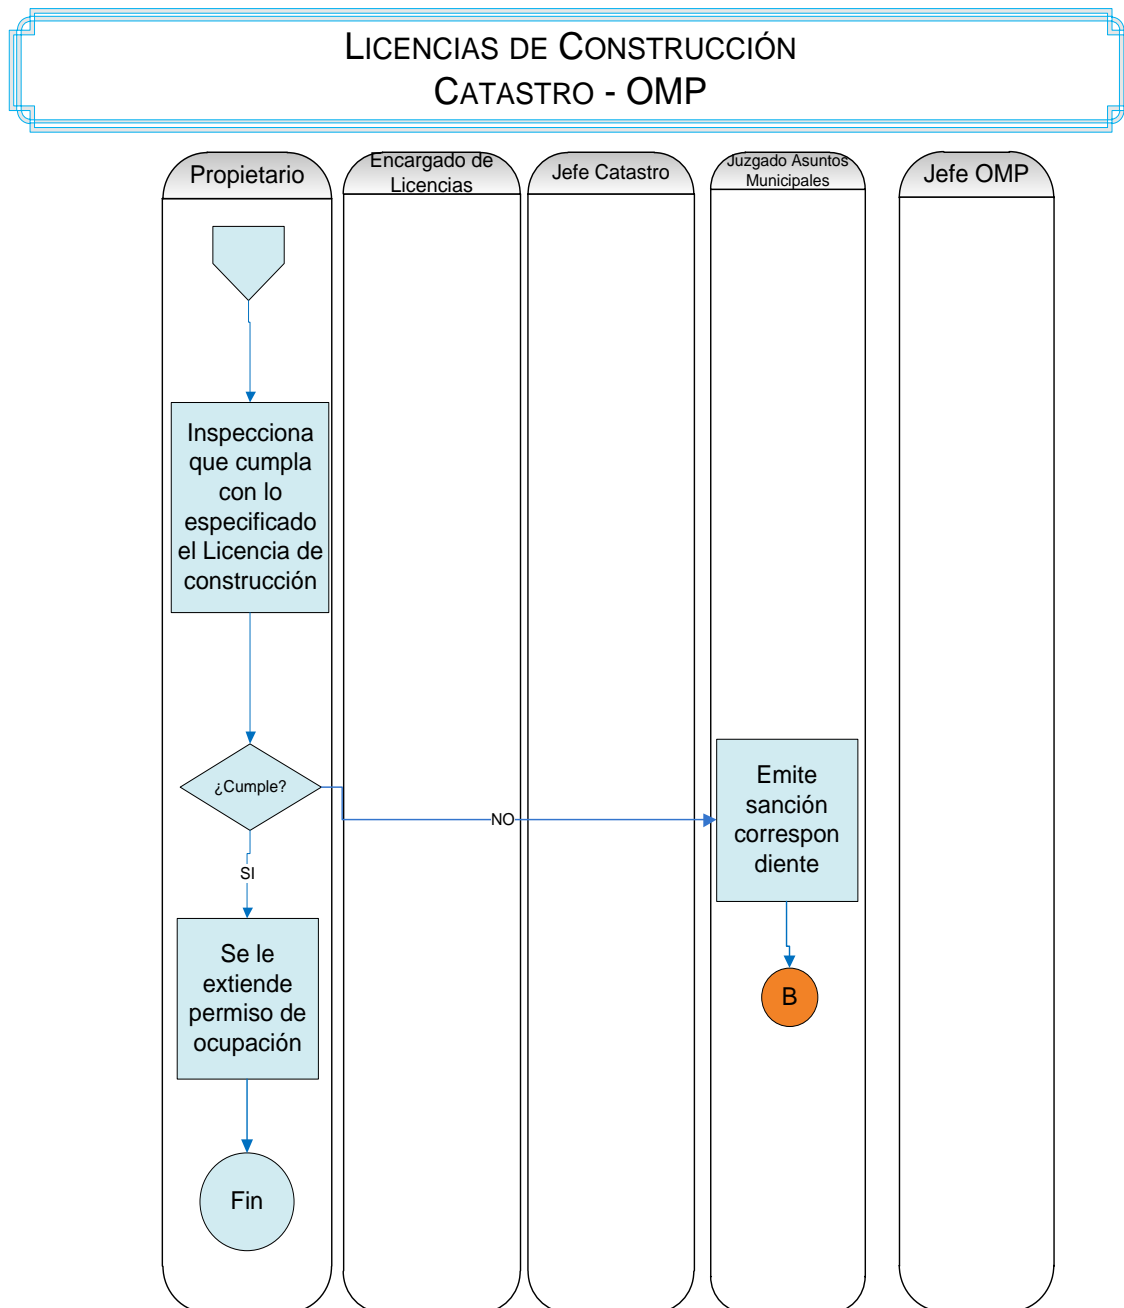 LICENCIAS DE CONSTRUCCIÓN
CATASTRO - OMP
Propietario
Encargado de
Licencias
Jefe Catastro
Juzgado Asuntos
Municipales
Jefe OMP
Inspecciona
que cumpla
con lo
especificado
el Licencia de
construcción
¿Cumple?
NO
Emite
sanción
correspon
diente
SI
Se le
extiende
permiso de
ocupación
B
Fin